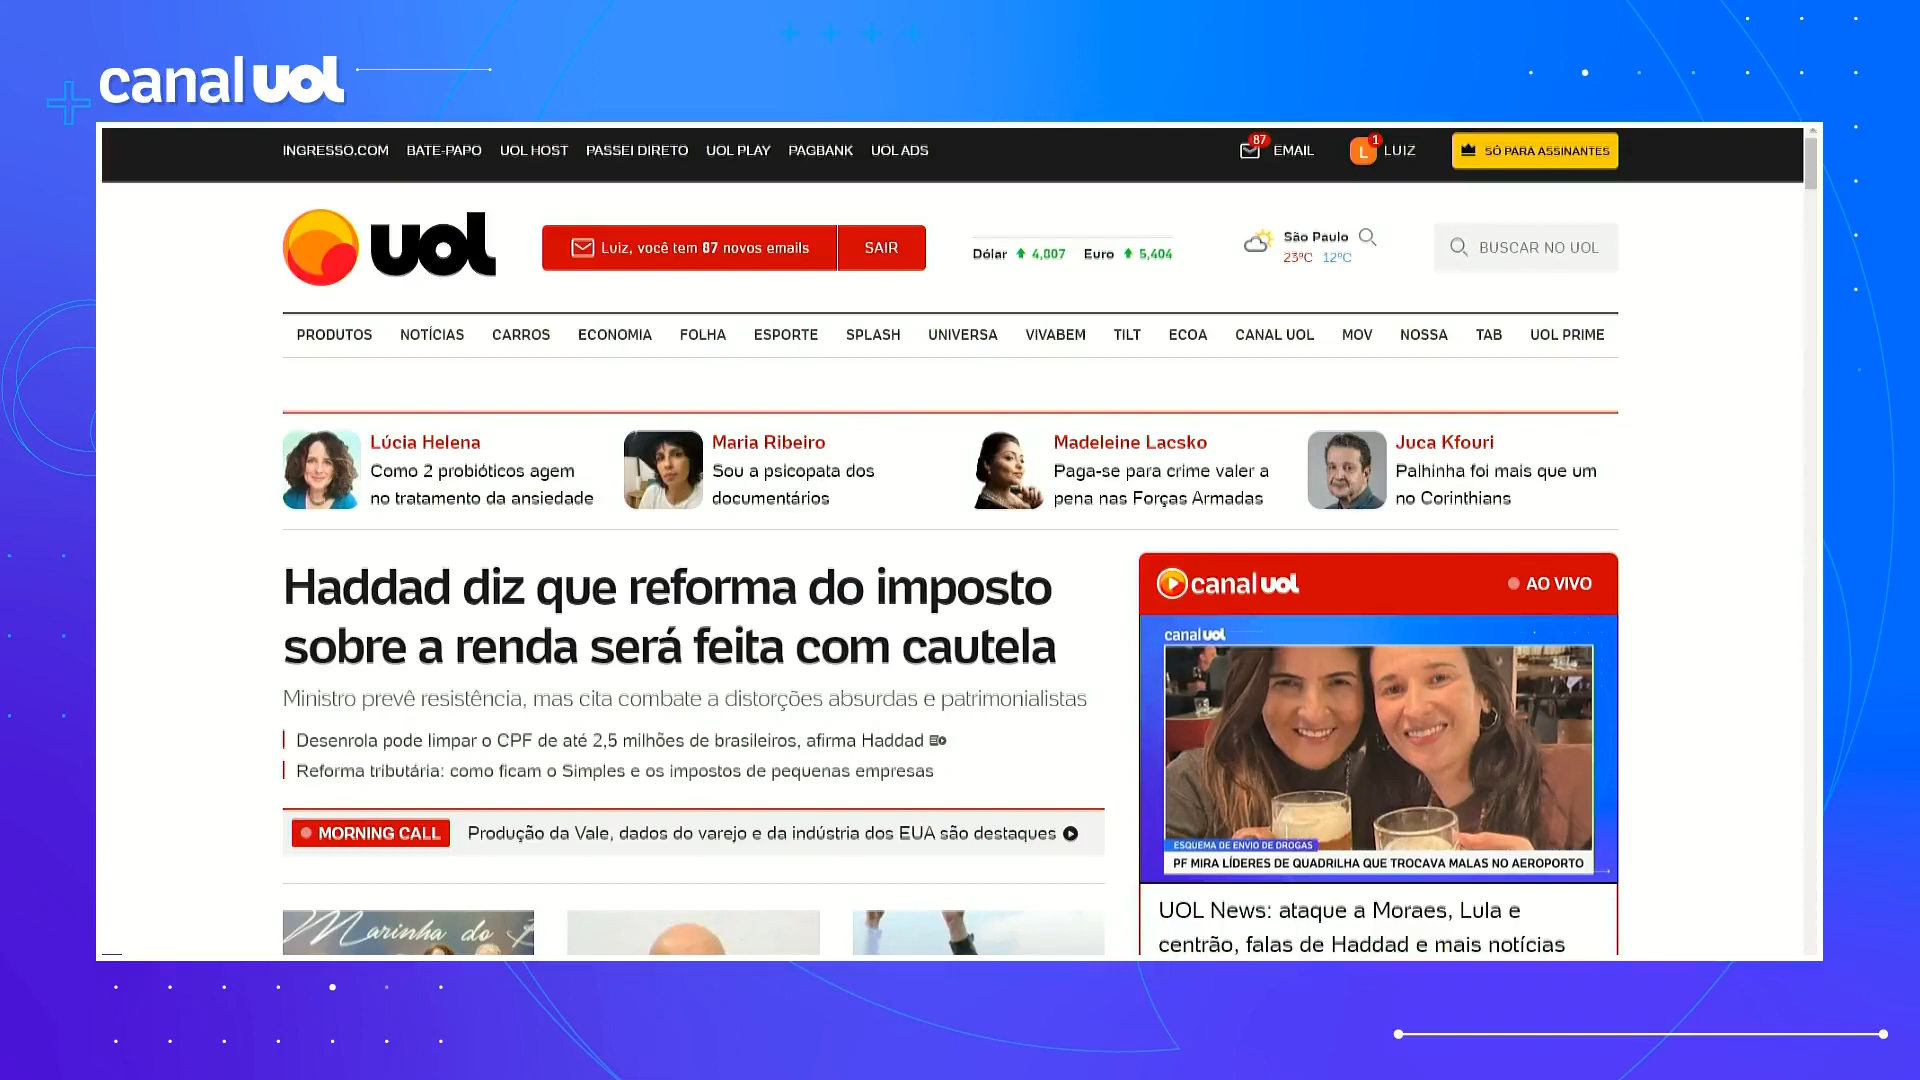 canal uol
INGRESSO.COM BATE-PAPO UOL HOST PASSEI DIRETO UOL PLAY PAGBANK UOL ADS
87 EMAIL L 1 LUIZ SÓ PARA ASSINANTES
uol
Luiz, você tem 87 novos emails SAIR
Dólar 4,007 Euro 5,404
São Paulo
23ºC 12ºC
BUSCAR NO UOL
PRODUTOS NOTÍCIAS CARROS ECONOMIA FOLHA ESPORTE SPLASH UNIVERSA VIVABEM TILT ECOA CANAL UOL MOV NOSSA TAB UOL PRIME
Lúcia Helena
Como 2 probióticos agem
no tratamento da ansiedade
Maria Ribeiro
Sou a psicopata dos
documentários
Madeleine Lacsko
Paga-se para crime valer a
pena nas Forças Armadas
Juca Kfouri
Palhinha foi mais que um
no Corinthians
Haddad diz que reforma do imposto
sobre a renda será feita com cautela
Ministro prevê resistência, mas cita combate a distorções absurdas e patrimonialistas
Desenrola pode limpar o CPF de até 2,5 milhões de brasileiros, afirma Haddad
Reforma tributária: como ficam o Simples e os impostos de pequenas empresas
MORNING CALL Produção da Vale, dados do varejo e da indústria dos EUA são destaques
Marinha do
canal uol AO VIVO
canal uol
ESQUEMA DE ENVIO DE DROGAS
PF MIRA LÍDERES DE QUADRILHA QUE TROCAVA MALAS NO AEROPORTO
UOL News: ataque a Moraes, Lula e
centrão, falas de Haddad e mais notícias